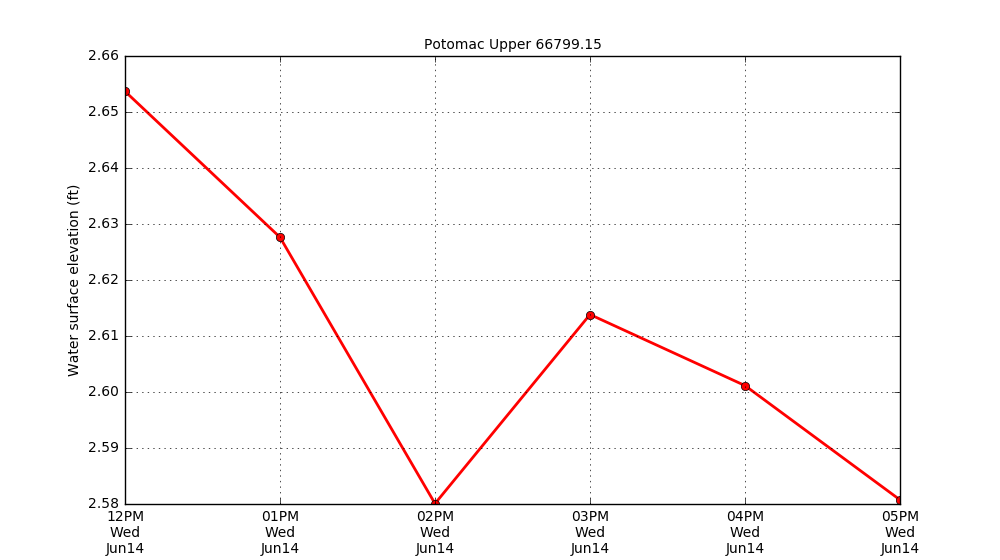 Potomac Upper 66799.15
2.66
2.65
2.64
2.63
2.62
2.61
2.60
2.59
2.58
Water surface elevation (ft)
12PM 01PM 02PM 03PM 04PM 05PM
Wed Wed Wed Wed Wed Wed
Jun14 Jun14 Jun14 Jun14 Jun14 Jun14